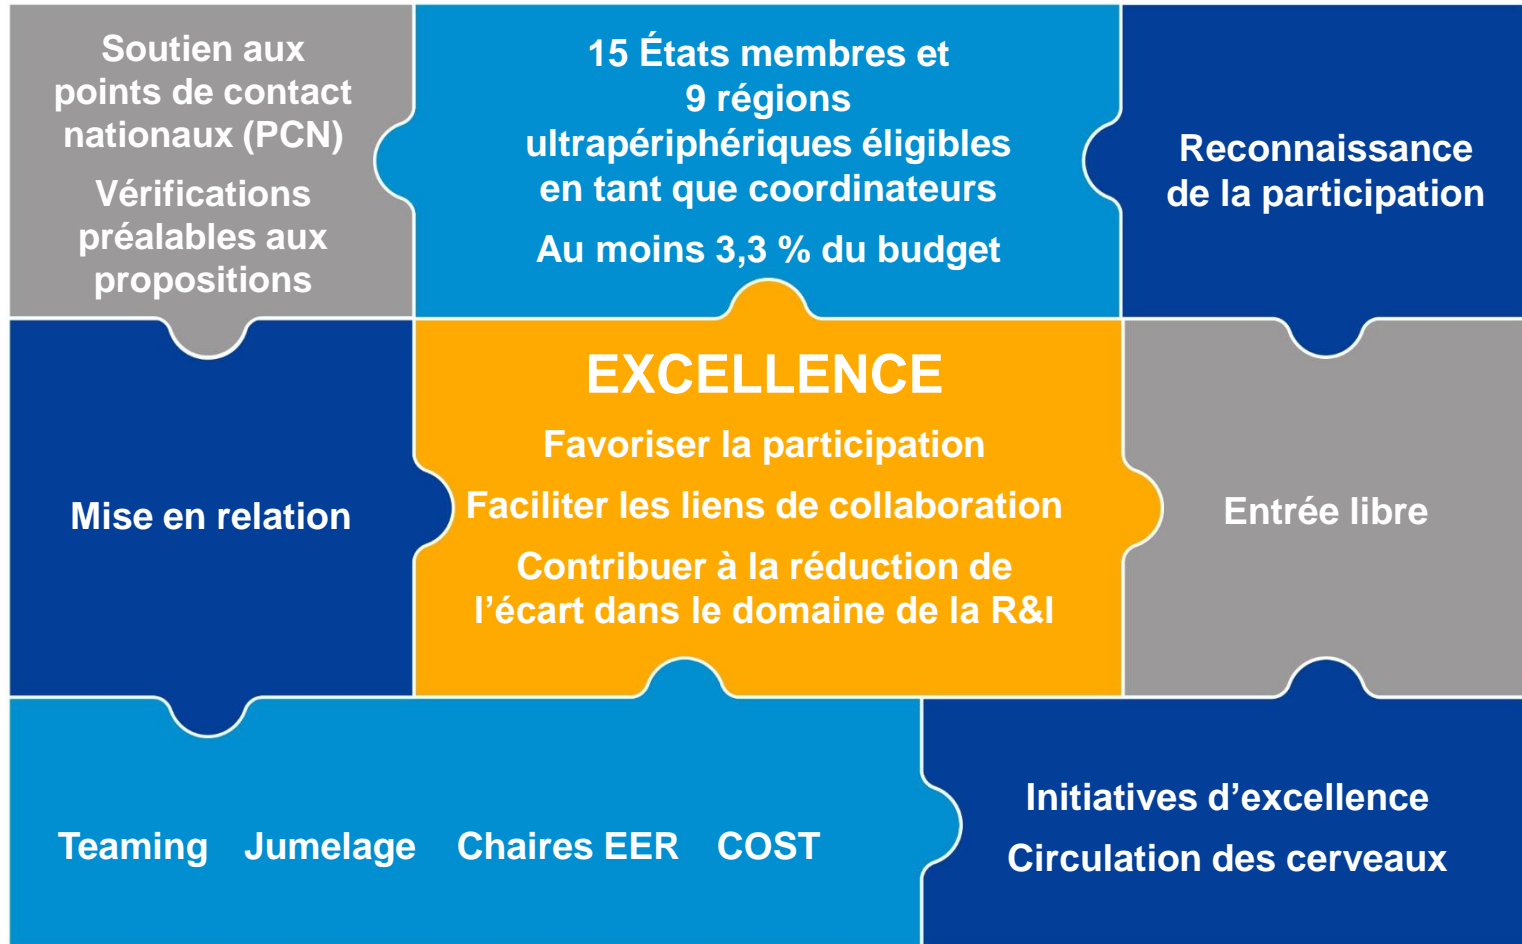 Soutien aux
points de contact
nationaux (PCN)
Vérifications
préalables aux
propositions
15 États membres et
9 régions
ultrapériphériques éligibles
en tant que coordinateurs
Au moins 3,3 % du budget
Reconnaissance
de la participation
Mise en relation
EXCELLENCE
Favoriser la participation
Faciliter les liens de collaboration
Contribuer à la réduction de
l’écart dans le domaine de la R&I
Entrée libre
Teaming Jumelage Chaires EER COST
Initiatives d’excellence
Circulation des cerveaux